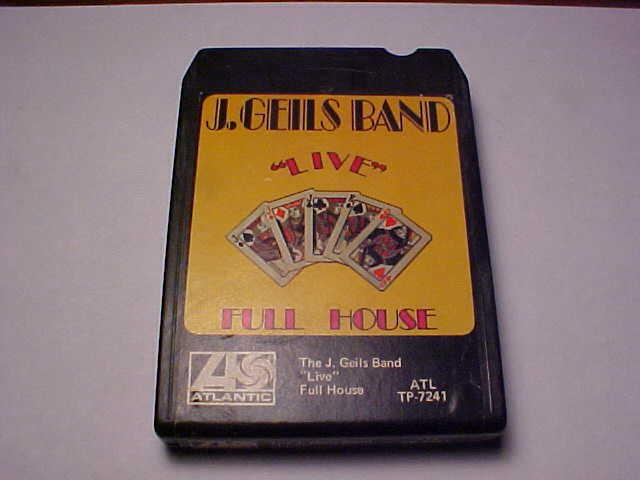 J. GEILS BAND
"LIVE"
FULL HOUSE
ATLANTIC
The J. Geils Band
"Live"
Full House
ATL
TP-7241